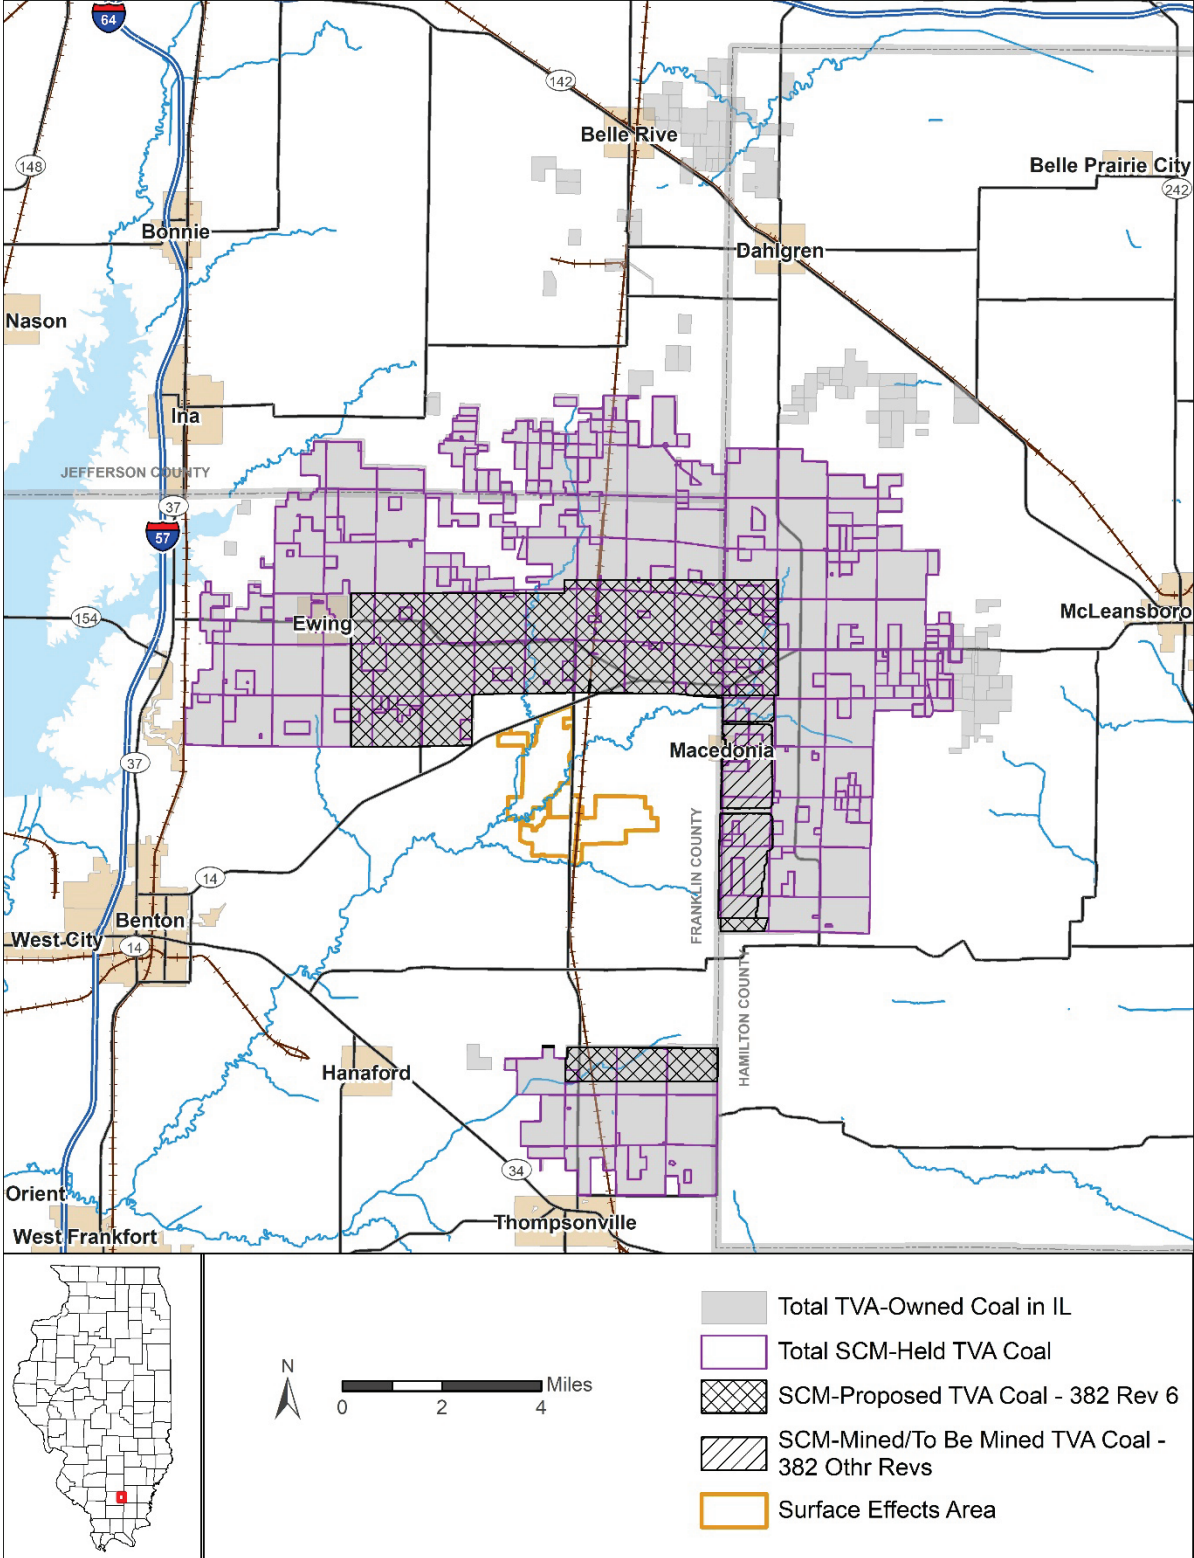 64
142
Belle Rive
148
Belle Prairie City
242
Bonnie
Dahlgren
Nason
Ina
JEFFERSON COUNTY
37
57
154
Ewing
McLeansboro
Macedonia
37
FRANKLIN COUNTY
14
Benton
West City
14
HAMILTON COUNTY
Hanaford
34
Orient
Thompsonville
West Frankfort
Total TVA-Owned Coal in IL
Total SCM-Held TVA Coal
N
Miles
0 2 4
SCM-Proposed TVA Coal - 382 Rev 6
SCM-Mined/To Be Mined TVA Coal -
382 Othr Revs
Surface Effects Area